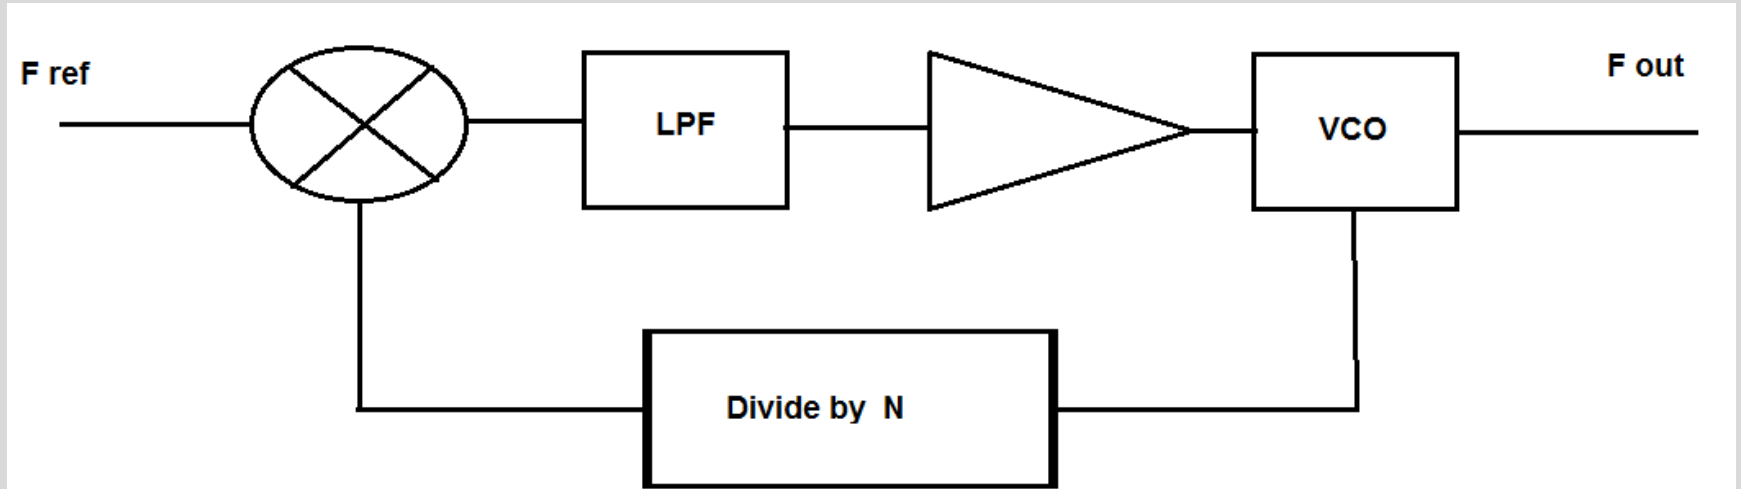 F ref
LPF
VCO
F out
Divide by N